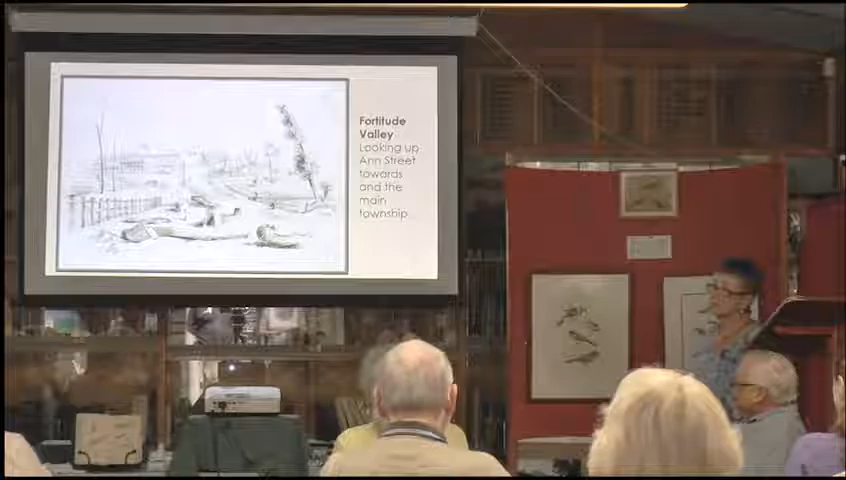 Fortitude
Valley
Looking up
Ann Street
towards
and the
main
township